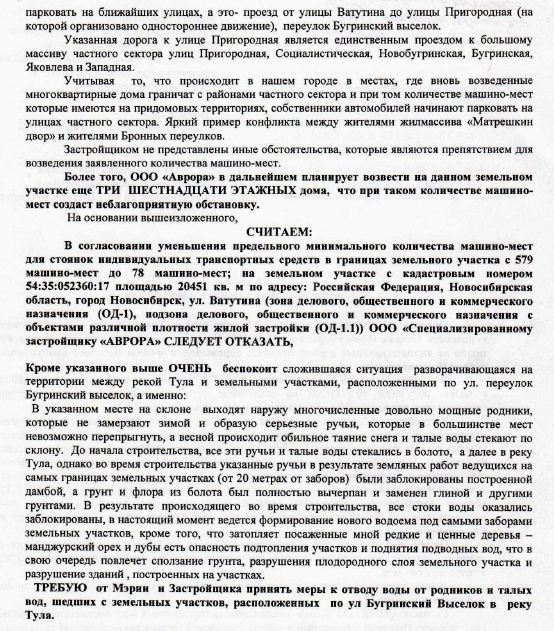 парковать на ближайших улицах, а это- проезд от улицы Ватутина до улицы Пригородная (на
которой организовано одностороннее движение), переулок Бугринский выселок.
Указанная дорога к улице Пригородная является единственным проездом к большому
массиву частного сектора улиц Пригородная, Социалистическая, Новобугринская, Бугринская,
Яковлева и Западная.
Учитывая то, что происходит в нашем городе в местах, где вновь возведенные
многоквартирные дома граничат с районами частного сектора и при том количестве машино-мест
которые имеются на придомовых территориях, собственники автомобилей начинают парковать на
улицах частного сектора. Яркий пример конфликта между жителями жилмассива «Матрешкин
двор» и жителями Бронных переулков.
Застройщиком не представлены иные обстоятельства, которые являются препятствием для
возведения заявленного количества машино-мест.
Более того, ООО «Аврора» в дальнейшем планирует возвести на данном земельном
участке еще ТРИ ШЕСТНАДЦАТИ ЭТАЖНЫХ дома, что при таком количестве машино-
мест создаст неблагоприятную обстановку.
На основании вышеизложенного,
СЧИТАЕМ:
В согласовании уменьшения предельного минимального количества машино-мест
для стоянок индивидуальных транспортных средств в границах земельного участка с 579
машино-мест до 78 машино-мест; на земельном участке с кадастровым номером
54:35:052360:17 площадью 20451 кв. м по адресу: Российская Федерация, Новосибирская
область, город Новосибирск, ул. Ватутина (зона делового, общественного и коммерческого
назначения (ОД-1), подзона делового, общественного и коммерческого назначения с
объектами различной плотности жилой застройки (ОД-1.1)) ООО «Специализированному
застройщику «АВРОРА» СЛЕДУЕТ ОТКАЗАТЬ,
Кроме указанного выше ОЧЕНЬ беспокоит сложившияся ситуация разворачивающаяся на
территории между рекой Тула и земельными участками, расположенными по ул. переулок
Бугринский выселок, а именно:
В указанном месте на склоне выходят наружу многочисленные довольно мощные родники,
которые не замерзают зимой и образую серьезные ручьи, которые в большинстве мест
невозможно перепрыгнуть, а весной происходит обильное таяние снега и талые воды стекают по
склону. До начала строительства, все эти ручьи и талые воды стекались в болото, а далее в реку
Тула, однако во время строительства указанные ручьи в результате земляных работ ведущихся на
самых границах земельных участков (от 20 метрах от заборов) были заблокированы построенной
дамбой, а грунт и флора из болота был полностью вычерпан и заменен глиной и другими
грунтами. В результате происходящего во время строительства, все стоки воды оказались
заблокированы, в настоящий момент ведется формирование нового водоема под самыми заборами
земельных участков, кроме того, что затопляет посаженные мной редкие и ценные деревья –
манджурский орех и дубы есть опасность подтопления участков и поднятия подводных вод, что в
свою очередь повлечет сползание грунта, разрушения плодородного слоя земельного участка и
разрушение зданий , построенных на участках.
ТРЕБУЮ от Мэрии и Застройщика принять меры к отводу воды от родников и талых
вод, шедших с земельных участков, расположенных по ул Бугринский Выселок в реку
Тула.